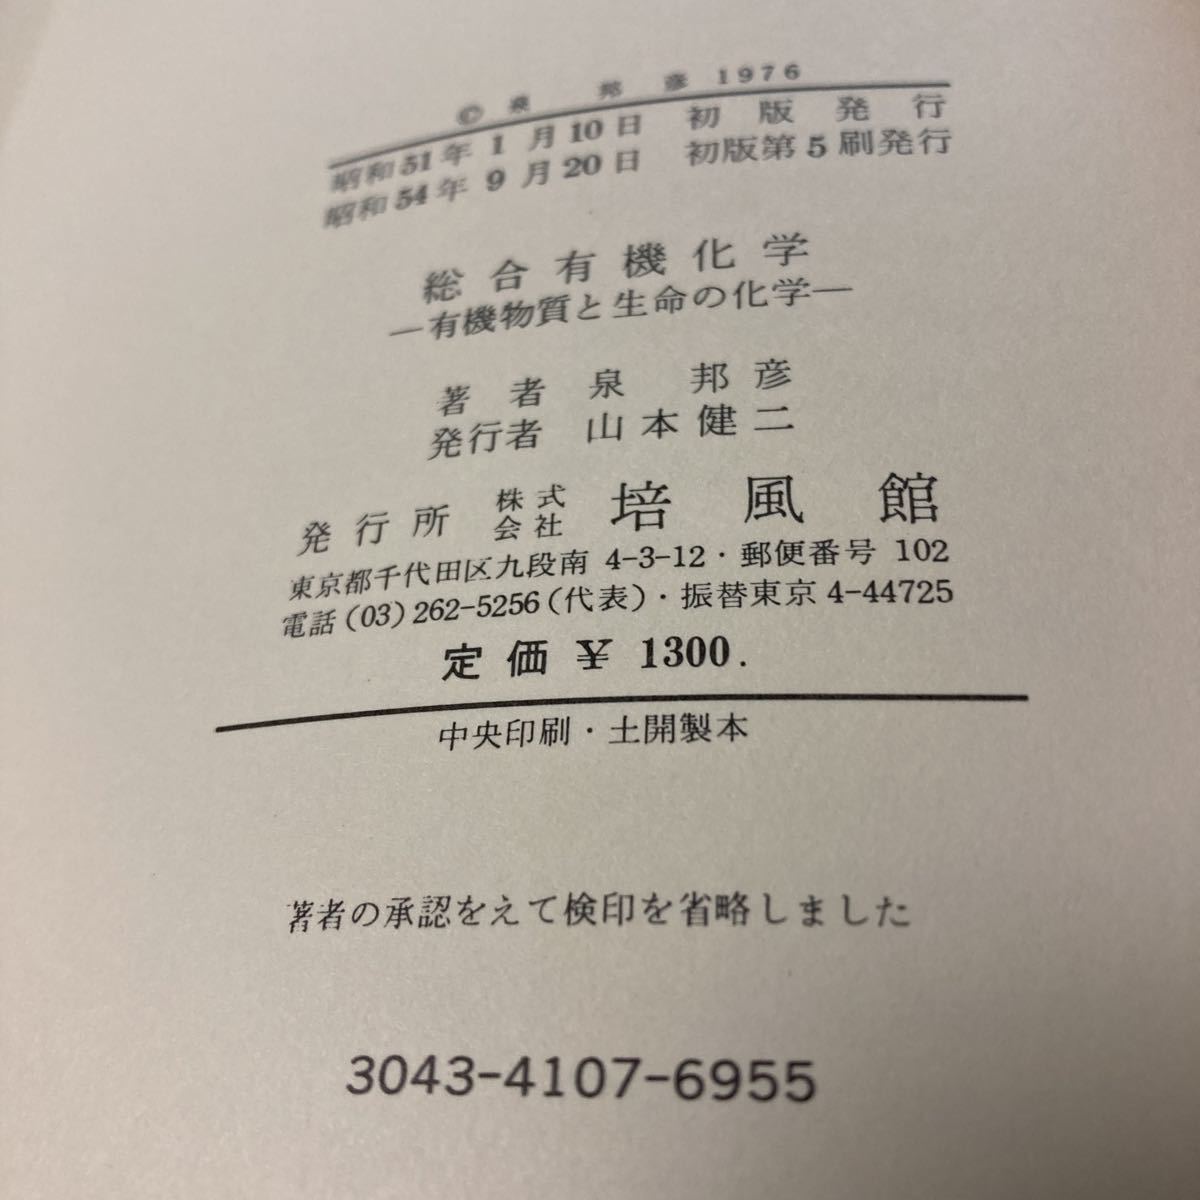 © 泉 邦 彦 1976
昭和51年 1 月10日 初 版 発 行
昭和54年 9 月20日 初版第5刷発行
総合有機化学
—有機物質と生命の化学—
著 者 泉 邦彦
発行者 山本健二
発行所 株式会社 培風館
東京都千代田区九段南 4-3-12・郵便番号 102
電話(03)262-5256(代表)・振替東京 4-44725
定価 ¥ 1300.
中央印刷・土開製本
著者の承認をえて検印を省略しました
3043-4107-6955